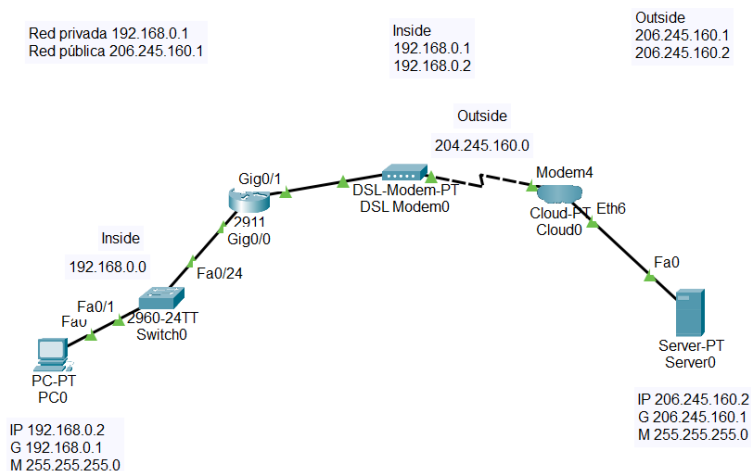 Red privada 192.168.0.1
Red pública 206.245.160.1
Inside
192.168.0.1
192.168.0.2
Outside
206.245.160.1
206.245.160.2
Outside
204.245.160.0
Gig0/1
DSL-Modem-PT
DSL Modem0
Modem4
Cloud-PT
Cloud0
Eth6
2911
Gig0/0
Inside
192.168.0.0
Fa0/24
Fa0/1
Fa0
2960-24TT
Switch0
Fa0
PC-PT
PC0
Server-PT
Server0
IP 192.168.0.2
G 192.168.0.1
M 255.255.255.0
IP 206.245.160.2
G 206.245.160.1
M 255.255.255.0